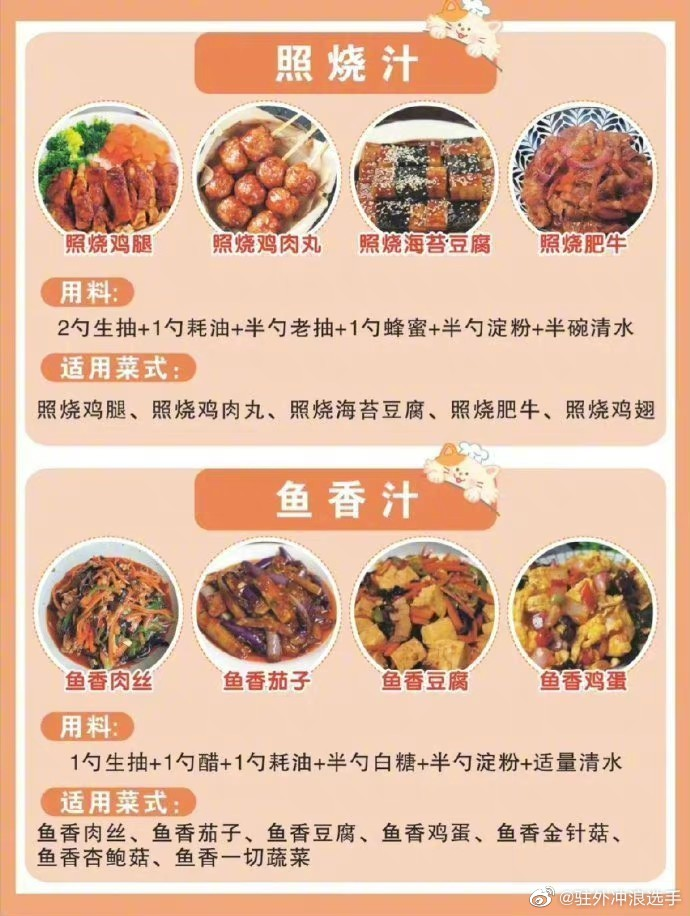 照烧汁
照烧鸡腿
照烧鸡肉丸
照烧海苔豆腐
照烧肥牛
用料:
2勺生抽+1勺耗油+半勺老抽+1勺蜂蜜+半勺淀粉+半碗清水
适用菜式:
照烧鸡腿、照烧鸡肉丸、照烧海苔豆腐、照烧肥牛、照烧鸡翅
鱼香汁
鱼香肉丝
鱼香茄子
鱼香豆腐
鱼香鸡蛋
用料:
1勺生抽+1勺醋+1勺耗油+半勺白糖+半勺淀粉+适量清水
适用菜式:
鱼香肉丝、鱼香茄子、鱼香豆腐、鱼香鸡蛋、鱼香金针菇、
鱼香杏鲍菇、鱼香一切蔬菜
@驻外冲浪选手